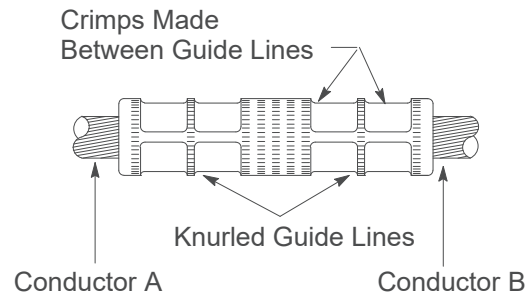 Crimps Made
Between Guide Lines
Knurled Guide Lines
Conductor A
Conductor B